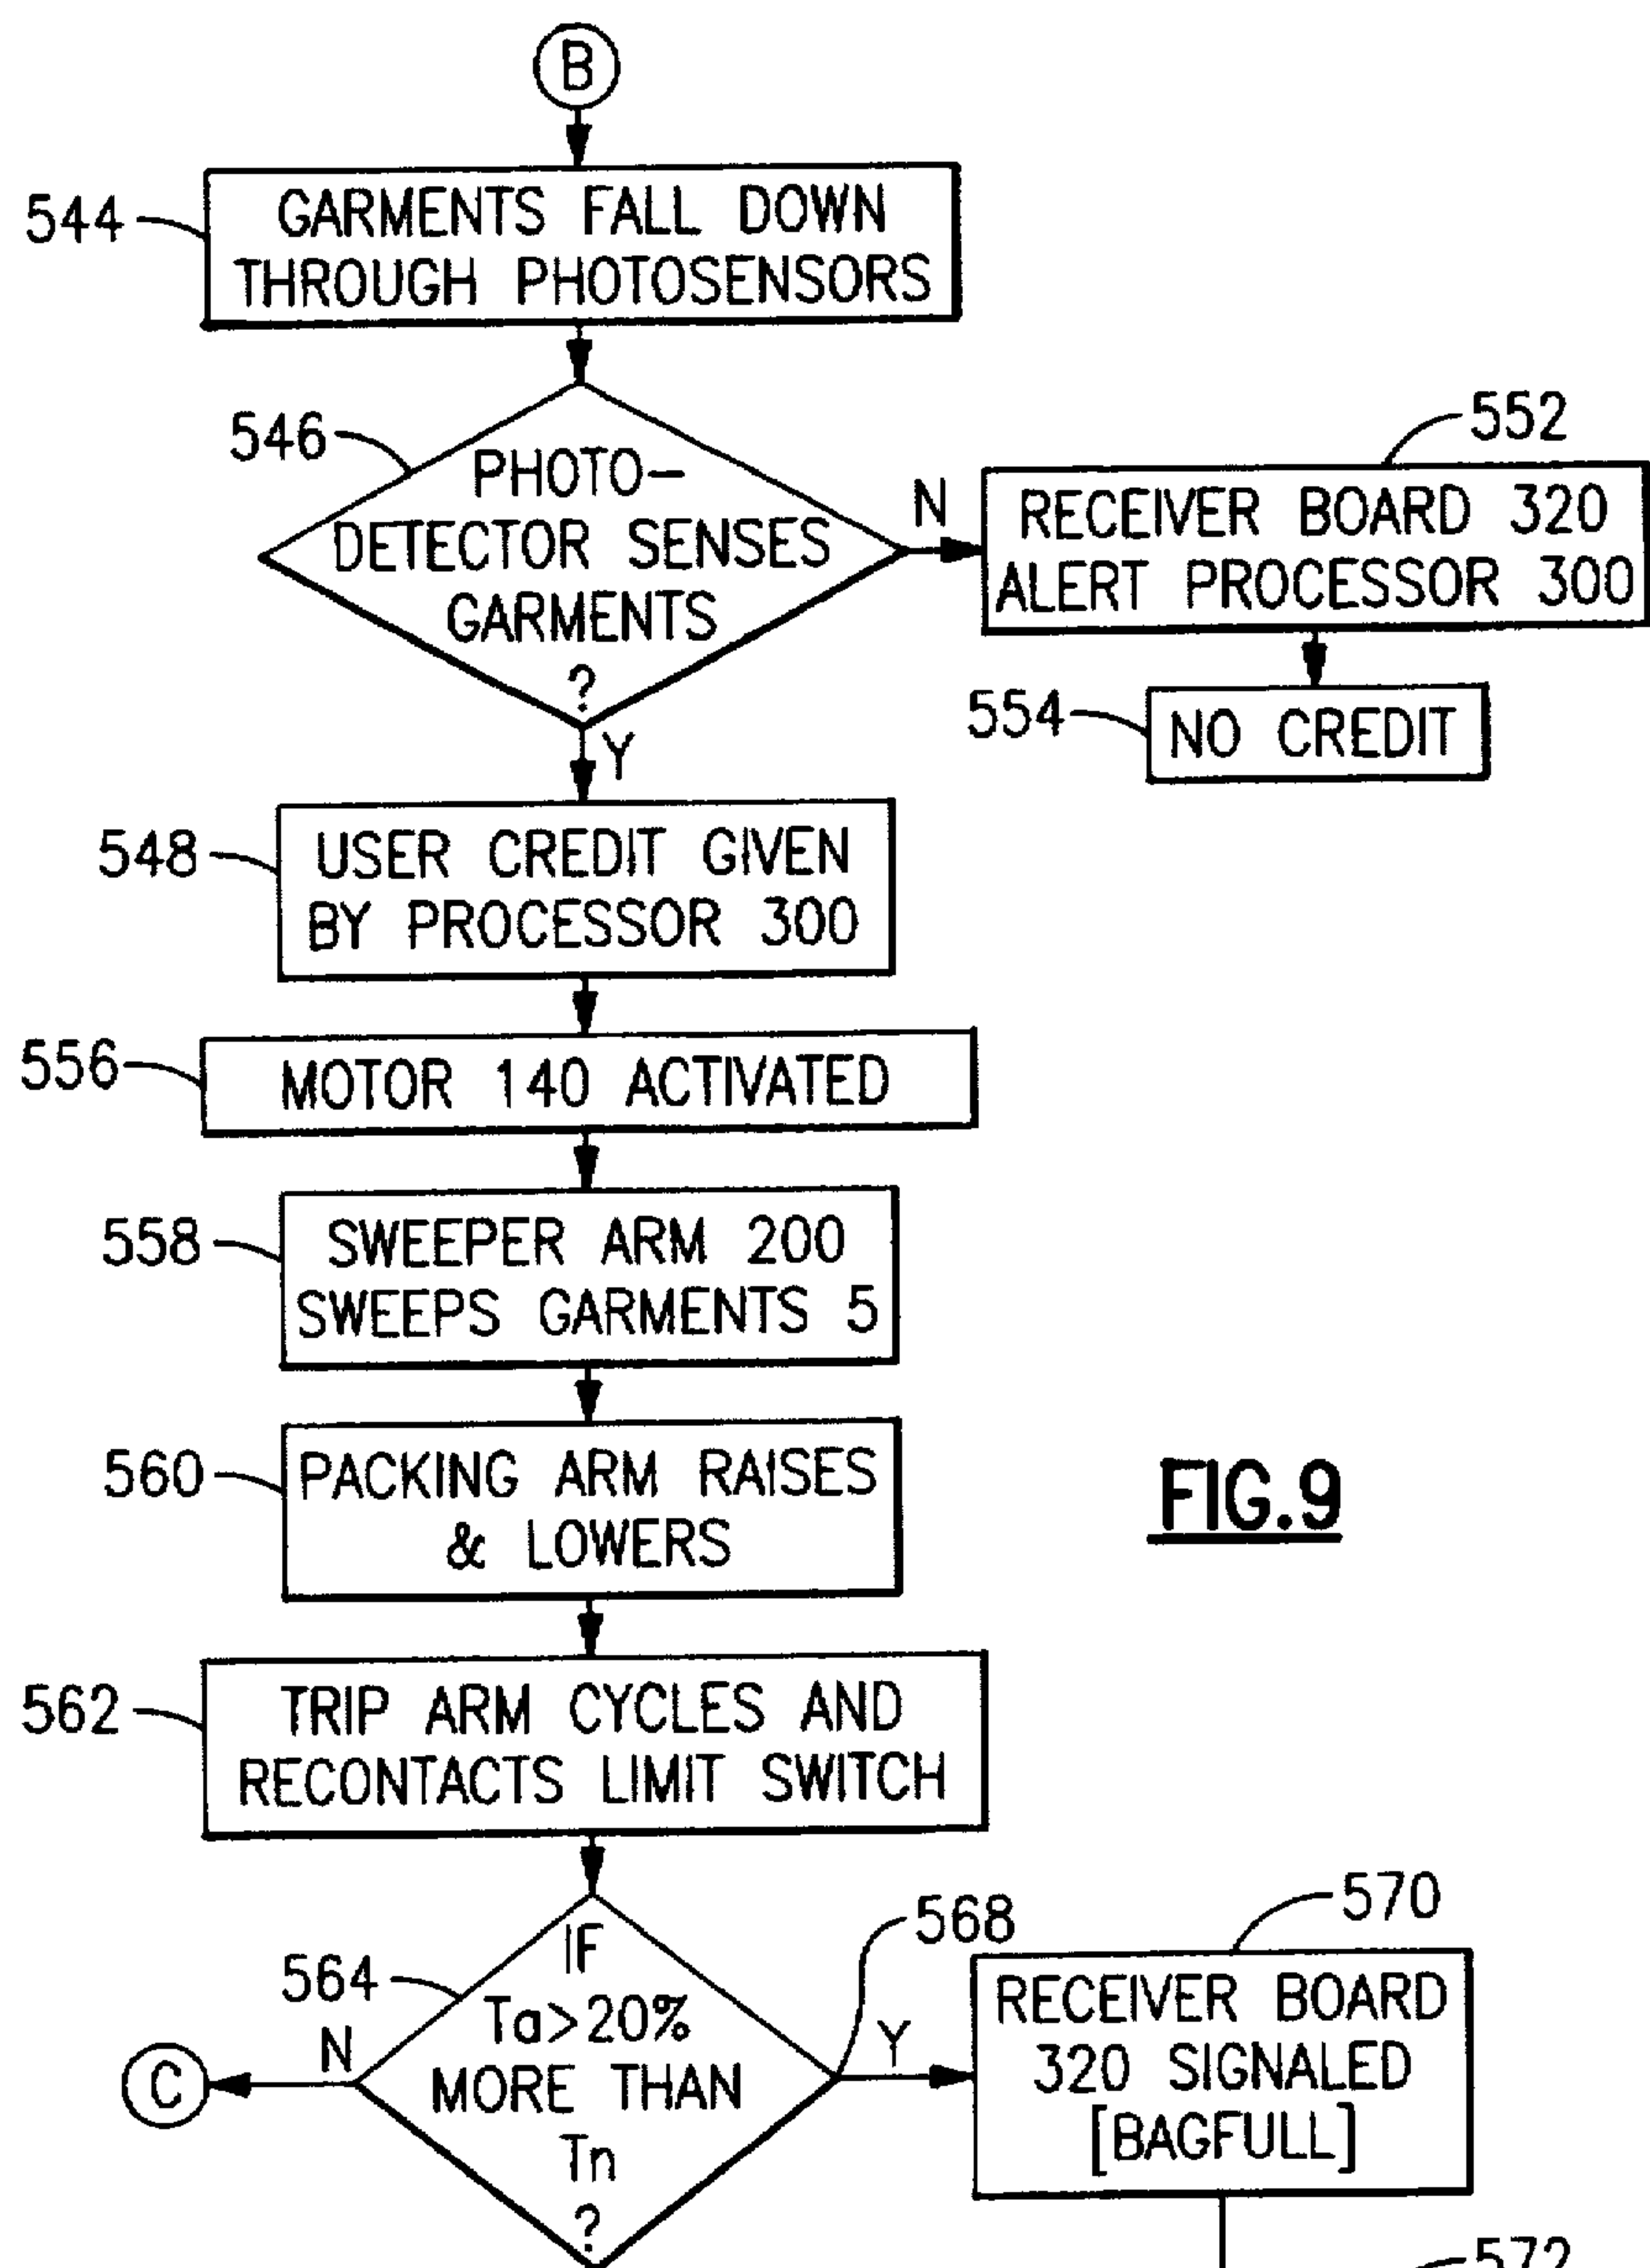 B
544
GARMENTS FALL DOWN
THROUGH PHOTOSENSORS
546
PHOTO-
DETECTOR SENSES
GARMENTS
?
N
552
RECEIVER BOARD 320
ALERT PROCESSOR 300
554
NO CREDIT
Y
548
USER CREDIT GIVEN
BY PROCESSOR 300
556
MOTOR 140 ACTIVATED
558
SWEEPER ARM 200
SWEEPS GARMENTS 5
560
PACKING ARM RAISES
& LOWERS
FIG.9
562
TRIP ARM CYCLES AND
RECONTACTS LIMIT SWITCH
564
IF
Ta>20%
MORE THAN
Tn
?
N
C
568
Y
570
RECEIVER BOARD
320 SIGNALED
[BAGFULL]
572